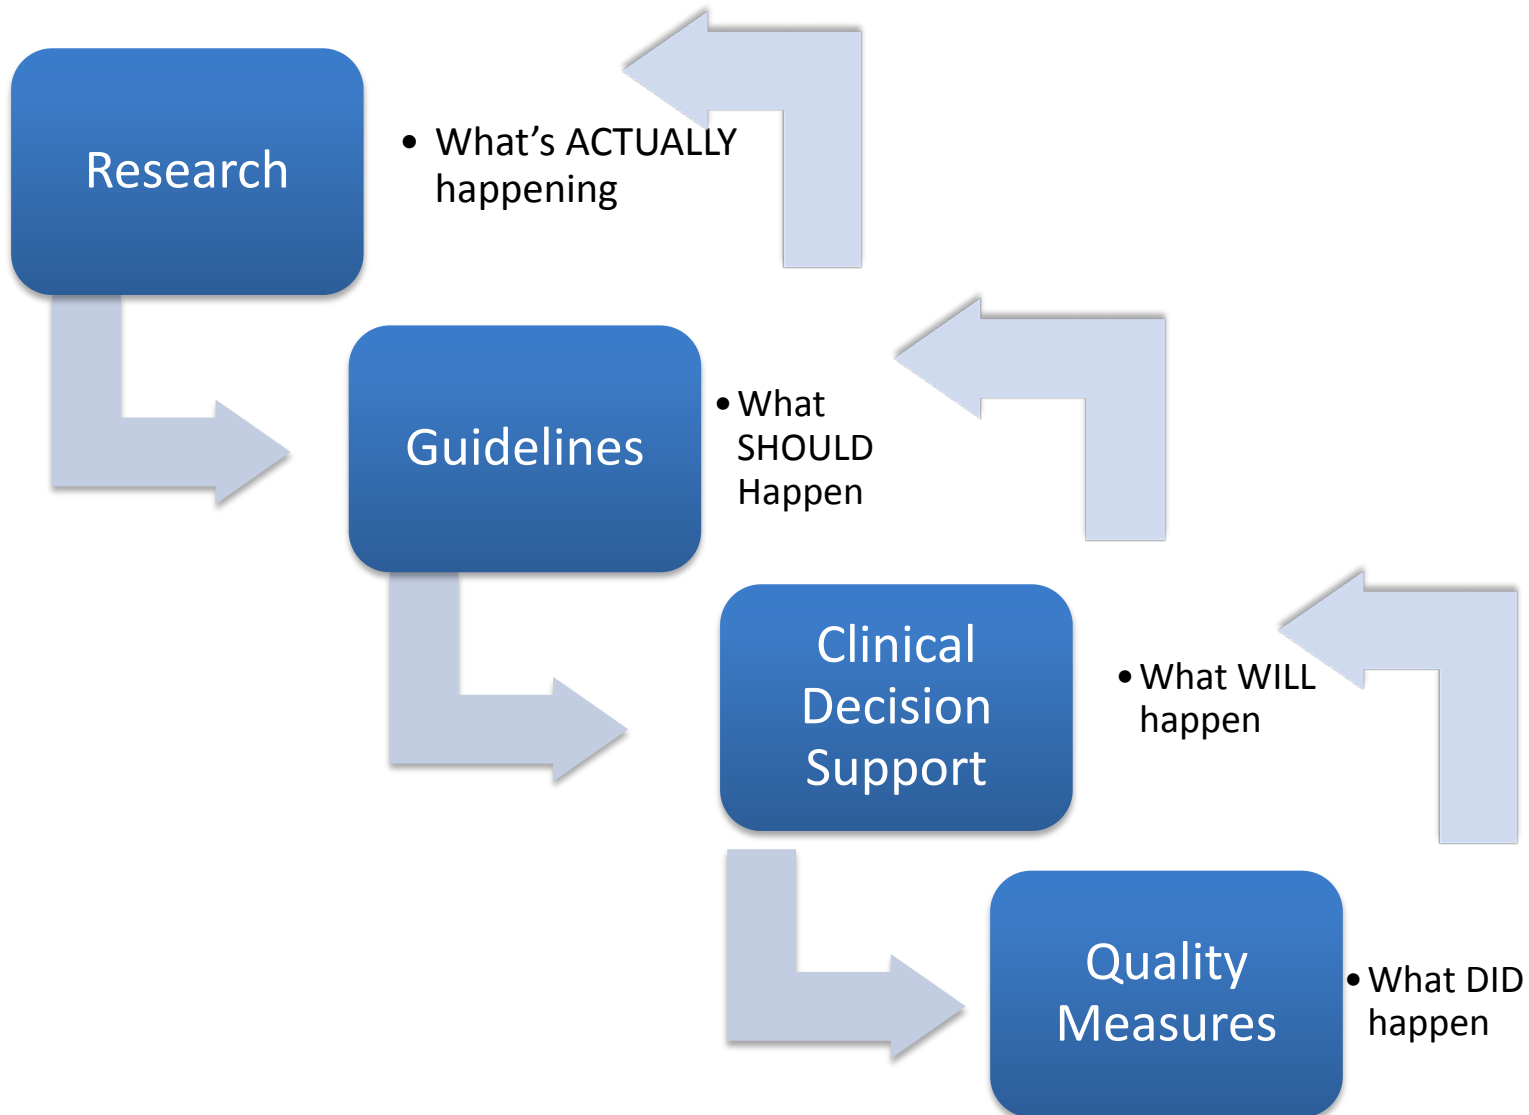 Research
• What’s ACTUALLY
happening
Guidelines
• What
SHOULD
Happen
Clinical
Decision
Support
• What WILL
happen
Quality
Measures
• What DID
happen